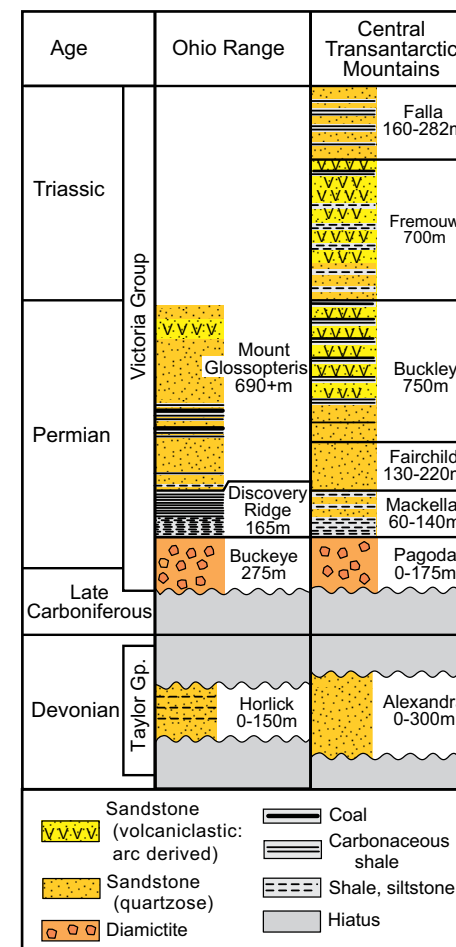 Age
Ohio Range
Central
Transantarctic
Mountains
Triassic
Permian
Late
Carboniferous
Devonian
Victoria Group
Taylor Gp.
Mount
Glossopteris
690+m
Discovery
Ridge
165m
Buckeye
275m
Horlick
0-150m
Falla
160-282m
Fremouw
700m
Buckley
750m
Fairchild
130-220m
Mackella
60-140m
Pagoda
0-175m
Alexandra
0-300m
Sandstone
(volcaniclastic:
arc derived)
Sandstone
(quartzose)
Diamictite
Coal
Carbonaceous
shale
Shale, siltstone
Hiatus